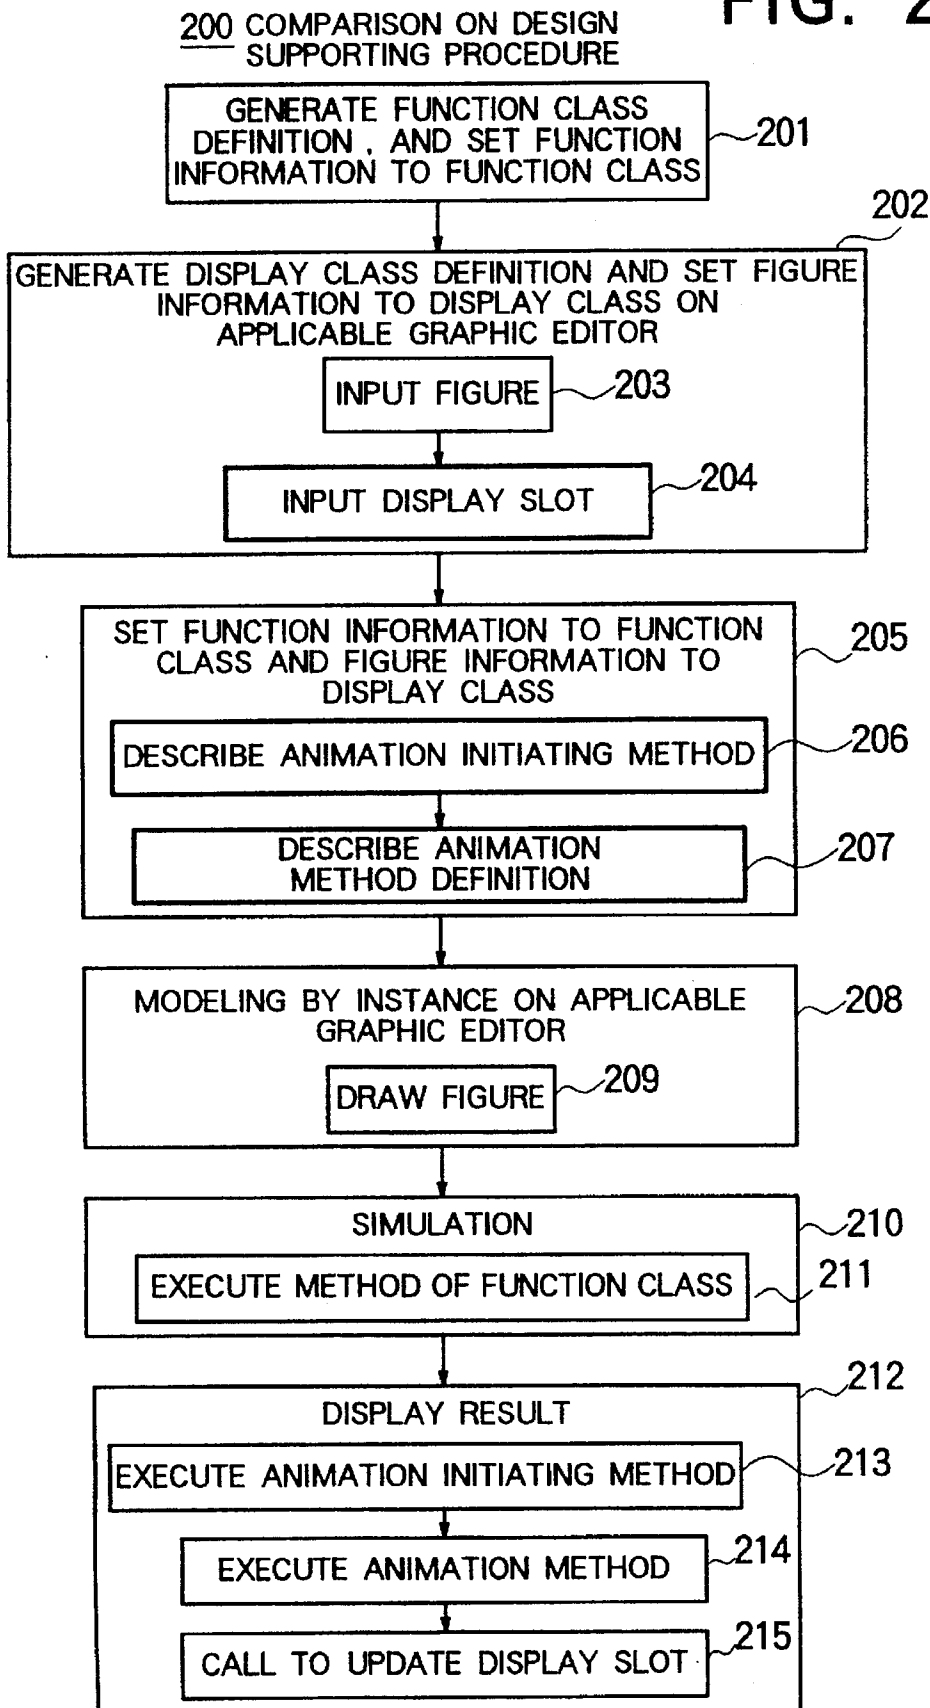 FIG. 2
200 COMPARISON ON DESIGN
SUPPORTING PROCEDURE
GENERATE FUNCTION CLASS
DEFINITION , AND SET FUNCTION
INFORMATION TO FUNCTION CLASS
201
202
GENERATE DISPLAY CLASS DEFINITION AND SET FIGURE
INFORMATION TO DISPLAY CLASS ON
APPLICABLE GRAPHIC EDITOR
INPUT FIGURE
203
INPUT DISPLAY SLOT
204
SET FUNCTION INFORMATION TO FUNCTION
CLASS AND FIGURE INFORMATION TO
DISPLAY CLASS
205
DESCRIBE ANIMATION INITIATING METHOD
206
DESCRIBE ANIMATION
METHOD DEFINITION
207
MODELING BY INSTANCE ON APPLICABLE
GRAPHIC EDITOR
208
DRAW FIGURE
209
SIMULATION
210
EXECUTE METHOD OF FUNCTION CLASS
211
212
DISPLAY RESULT
EXECUTE ANIMATION INITIATING METHOD
213
EXECUTE ANIMATION METHOD
214
CALL TO UPDATE DISPLAY SLOT
215